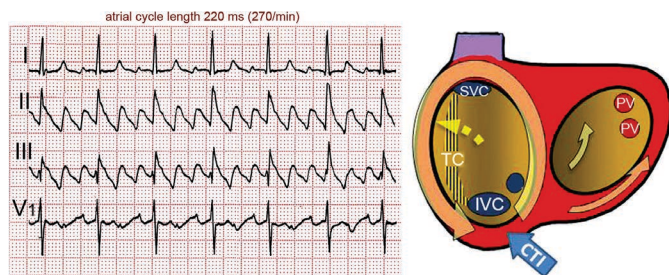 atrial cycle length 220 ms (270/min)
I
II
III
V1
SVC
PV
PV
TC
IVC
CTI